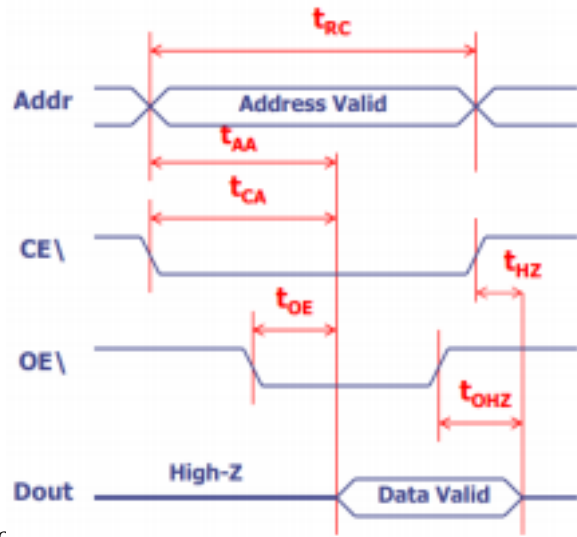 tRC
Addr
Address Valid
tAA
tCA
CE\
tHZ
tOE
OE\
tOHZ
High-Z
Dout
Data Valid